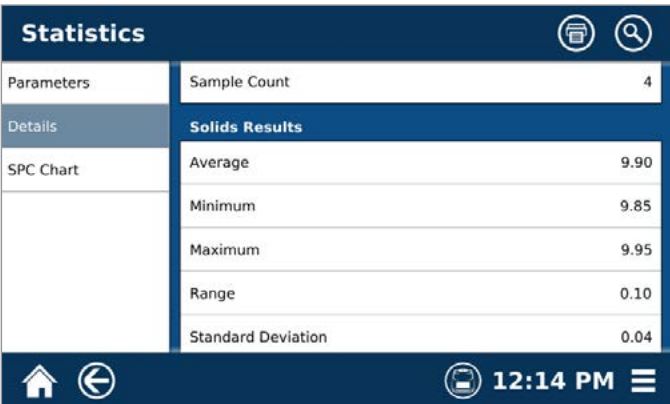 Statistics
Parameters
Details
SPC Chart
Sample Count 4
Solids Results
Average 9.90
Minimum 9.85
Maximum 9.95
Range 0.10
Standard Deviation 0.04
12:14 PM